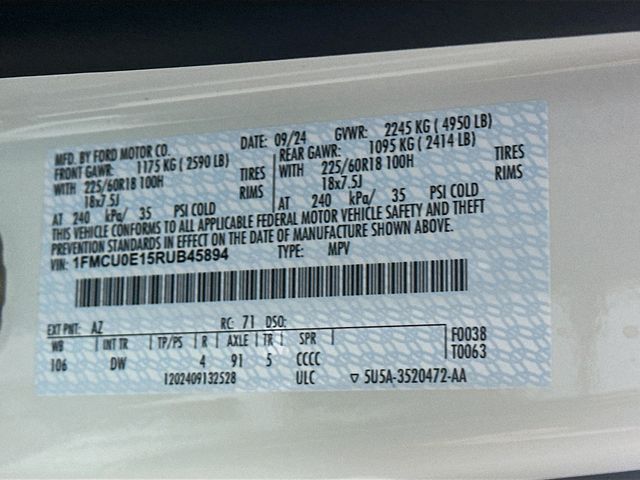 MFD. BY FORD MOTOR CO. DATE: 09/24 GVWR: 2245 KG ( 4950 LB)
FRONT GAWR: 1175 KG ( 2590 LB) REAR GAWR: 1095 KG ( 2414 LB)
WITH 225/60R18 100H TIRES WITH 225/60R18 100H TIRES
18x7.5J RIMS 18x7.5J RIMS
AT 240 kPa/ 35 PSI COLD AT 240 kPa/ 35 PSI COLD
THIS VEHICLE CONFORMS TO ALL APPLICABLE FEDERAL MOTOR VEHICLE SAFETY AND THEFT
PREVENTION STANDARDS IN EFFECT ON THE DATE OF MANUFACTURE SHOWN ABOVE.
VIN: 1FMCU0E15RUB45894 TYPE: MPV
EXT PNT: AZ RC: 71 DSO:
WB | INT TR | TP/PS | R | AXLE | TR | SPR | F0038
106 DW 4 91 5 CCCC T0063
1202409132528 ULC ▽ 5U5A-3520472-AA